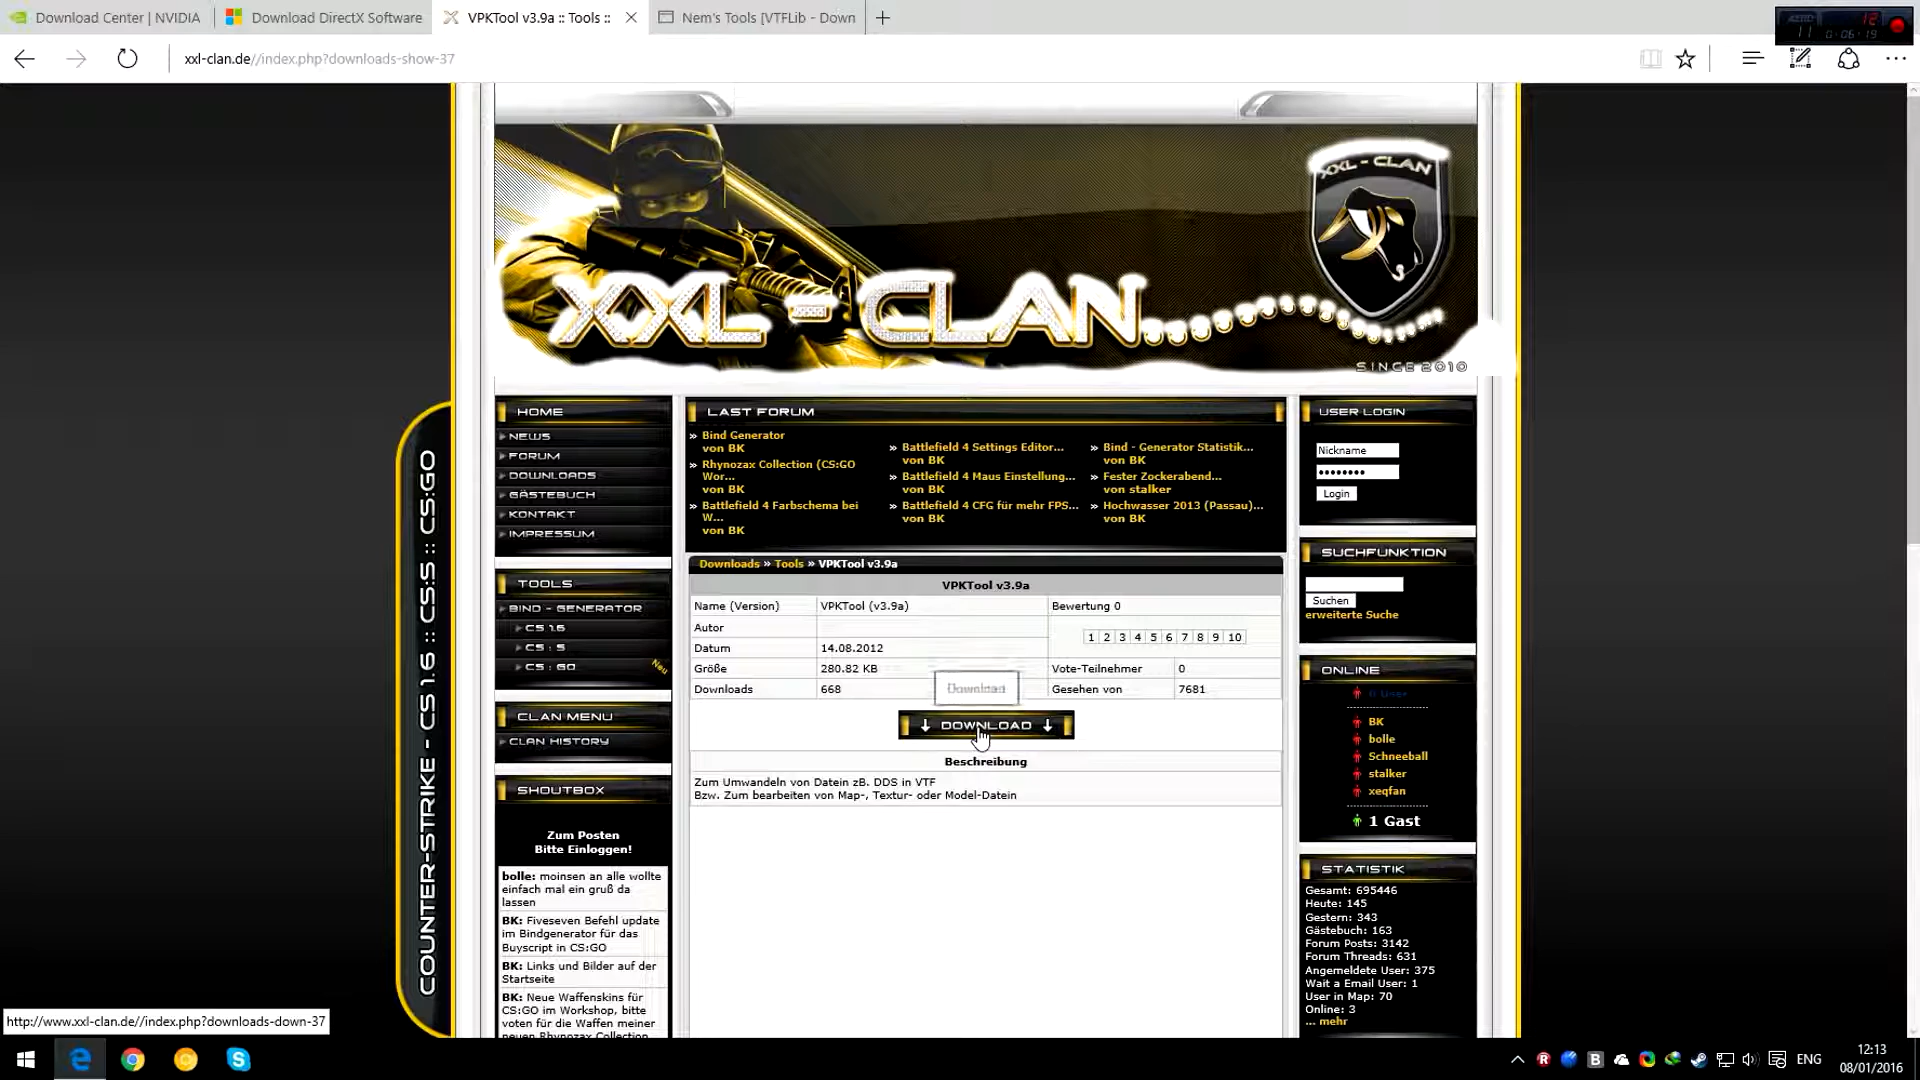 Download Center | NVIDIA
Download DirectX Software
VPKTool v3.9a :: Tools ::
Nem's Tools [VTFLib - Down
12
11 0:06:19
xxl-clan.de//index.php?downloads-show-37
XXL - CLAN
XXL - CLAN
SINCE 2010
COUNTER-STRIKE - CS 1.6 :: CS:S :: CS:GO
HOME
NEWS
FORUM
DOWNLOADS
GÄSTEBUCH
KONTAKT
IMPRESSUM
TOOLS
BIND - GENERATOR
CS 1.6
CS : S
CS : GO
Neu
CLAN MENU
CLAN HISTORY
SHOUTBOX
Zum Posten
Bitte Einloggen!
bolle: moinsen an alle wollte
einfach mal ein gruß da
lassen
BK: Fiveseven Befehl update
im Bindgenerator für das
Buyscript in CS:GO
BK: Links und Bilder auf der
Startseite
BK: Neue Waffenskins für
CS:GO im Workshop, bitte
voten für die Waffen meiner
neuen Rhynozax Collection
LAST FORUM
» Bind Generator
von BK
» Rhynozax Collection (CS:GO
Wor...
von BK
» Battlefield 4 Farbschema bei
W...
von BK
» Battlefield 4 Settings Editor...
von BK
» Battlefield 4 Maus Einstellung...
von BK
» Battlefield 4 CFG für mehr FPS...
von BK
» Bind - Generator Statistik...
von BK
» Fester Zockerabend...
von stalker
» Hochwasser 2013 (Passau)...
von BK
Downloads » Tools » VPKTool v3.9a
VPKTool v3.9a
Name (Version) VPKTool (v3.9a) Bewertung 0
Autor
1 2 3 4 5 6 7 8 9 10
Datum 14.08.2012
Größe 280.82 KB Vote-Teilnehmer 0
Downloads 668 Gesehen von 7681
Download
DOWNLOAD
Beschreibung
Zum Umwandeln von Datein zB. DDS in VTF
Bzw. Zum bearbeiten von Map-, Textur- oder Model-Datein
USER LOGIN
Nickname
Login
SUCHFUNKTION
Suchen
erweiterte Suche
ONLINE
0 User
BK
bolle
Schneeball
stalker
xeqfan
1 Gast
STATISTIK
Gesamt: 695446
Heute: 145
Gestern: 343
Gästebuch: 163
Forum Posts: 3142
Forum Threads: 631
Angemeldete User: 375
Wait a Email User: 1
User in Map: 70
Online: 3
... mehr
http://www.xxl-clan.de//index.php?downloads-down-37
ENG
12:13
08/01/2016